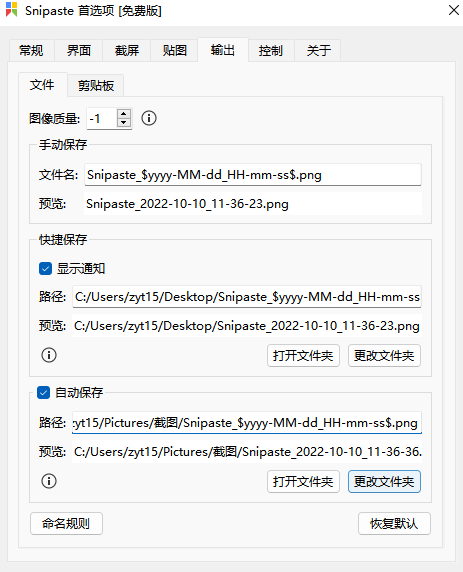 Snipaste 首选项 [免费版]
常规 界面 截屏 贴图 输出 控制 关于
文件 剪贴板
图像质量: -1
手动保存
文件名: Snipaste_$yyyy-MM-dd_HH-mm-ss$.png
预览: Snipaste_2022-10-10_11-36-23.png
快捷保存
显示通知
路径: C:/Users/zyt15/Desktop/Snipaste_$yyyy-MM-dd_HH-mm-ss
预览: C:/Users/zyt15/Desktop/Snipaste_2022-10-10_11-36-23.png
打开文件夹 更改文件夹
自动保存
路径: zyt15/Pictures/截图/Snipaste_$yyyy-MM-dd_HH-mm-ss$.png
预览: C:/Users/zyt15/Pictures/截图/Snipaste_2022-10-10_11-36-36.
打开文件夹 更改文件夹
命名规则 恢复默认